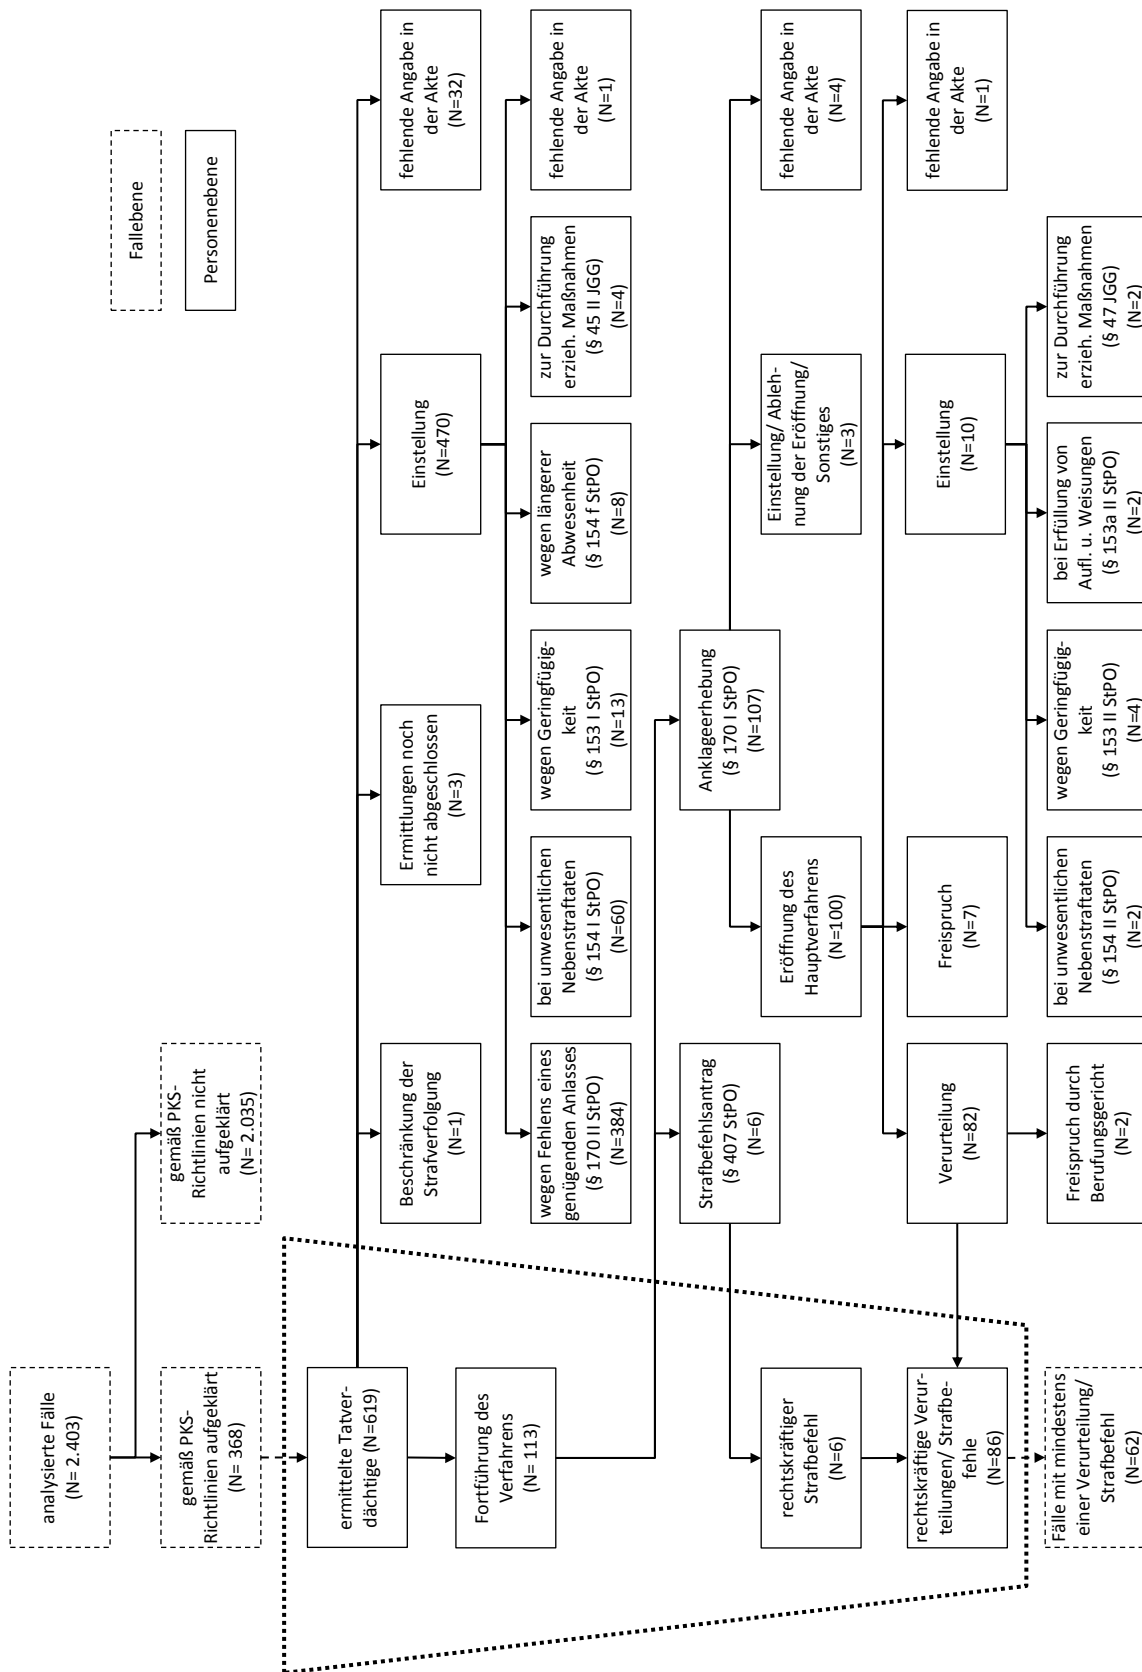 Fallebene
Personenebene
analysierte Fälle
(N= 2.403)
gemäß PKS-
Richtlinien aufgeklärt
(N= 368)
gemäß PKS-
Richtlinien nicht
aufgeklärt
(N= 2.035)
ermittelte Tatver-
dächtige (N=619)
Beschränkung der
Strafverfolgung
(N=1)
Ermittlungen noch
nicht abgeschlossen
(N=3)
Einstellung
(N=470)
fehlende Angabe in
der Akte
(N=32)
Fortführung des
Verfahrens
(N= 113)
wegen Fehlens eines
genügenden Anlasses
(§ 170 II StPO)
(N=384)
bei unwesentlichen
Nebenstraftaten
(§ 154 I StPO)
(N=60)
wegen Geringfügig-
keit
(§ 153 I StPO)
(N=13)
wegen längerer
Abwesenheit
(§ 154 f StPO)
(N=8)
zur Durchführung
erzieh. Maßnahmen
(§ 45 II JGG)
(N=4)
fehlende Angabe in
der Akte
(N=1)
Strafbefehlsantrag
(§ 407 StPO)
(N=6)
Anklageerhebung
(§ 170 I StPO)
(N=107)
rechtskräftiger
Strafbefehl
(N=6)
Eröffnung des
Hauptverfahrens
(N=100)
Einstellung/ Ableh-
nung der Eröffnung/
Sonstiges
(N=3)
fehlende Angabe in
der Akte
(N=4)
rechtskräftige Verur-
teilungen/ Strafbe-
fehle
(N=86)
Verurteilung
(N=82)
Freispruch
(N=7)
Einstellung
(N=10)
fehlende Angabe in
der Akte
(N=1)
Fälle mit mindestens
einer Verurteilung/
Strafbefehl
(N=62)
Freispruch durch
Berufungsgericht
(N=2)
bei unwesentlichen
Nebenstraftaten
(§ 154 II StPO)
(N=2)
wegen Geringfügig-
keit
(§ 153 II StPO)
(N=4)
bei Erfüllung von
Aufl. u. Weisungen
(§ 153a II StPO)
(N=2)
zur Durchführung
erzieh. Maßnahmen
(§ 47 JGG)
(N=2)